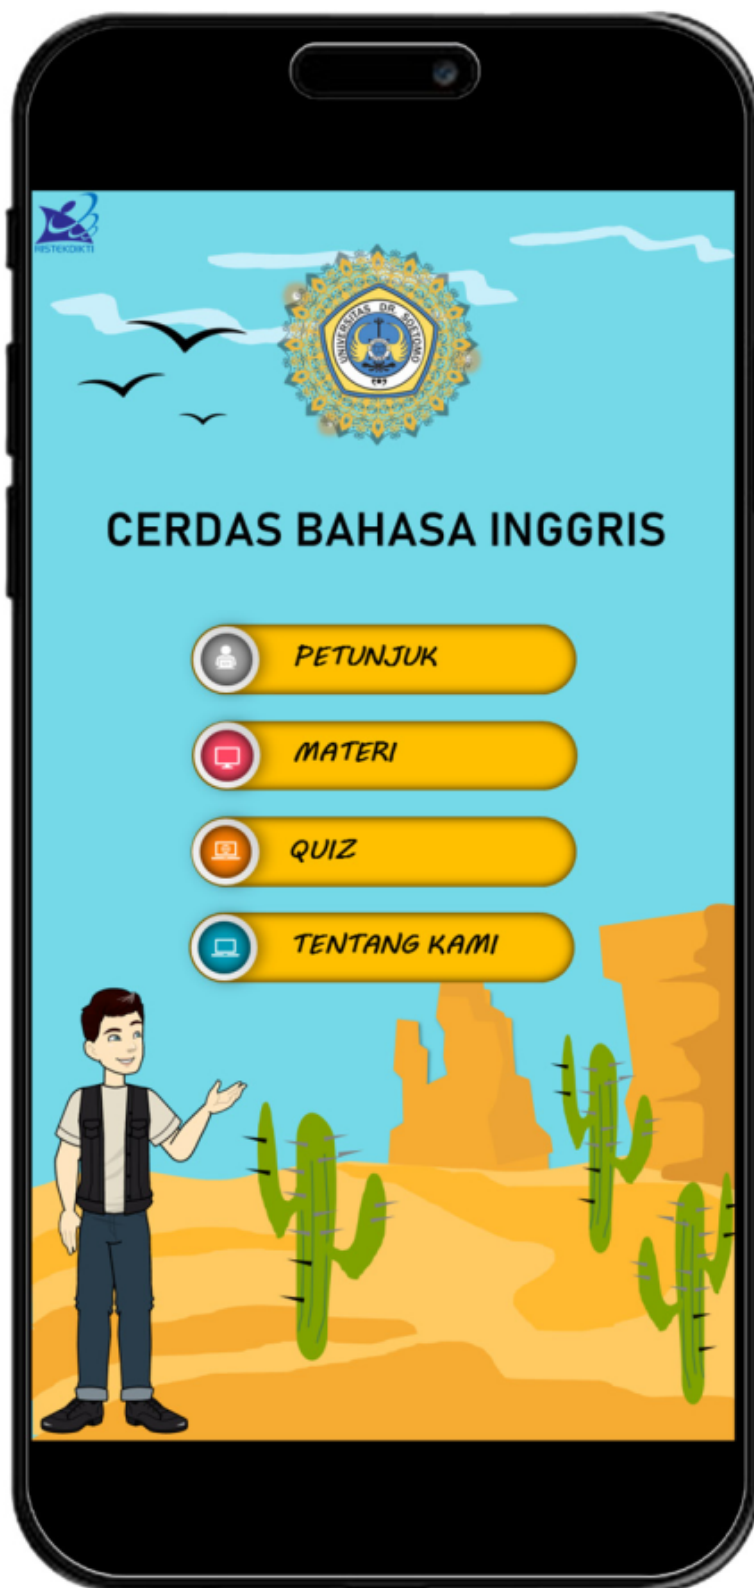 RISTEKDIKTI
UNIVERSITAS DR. SOETOMO
CERDAS BAHASA INGGRIS
PETUNJUK
MATERI
QUIZ
TENTANG KAMI